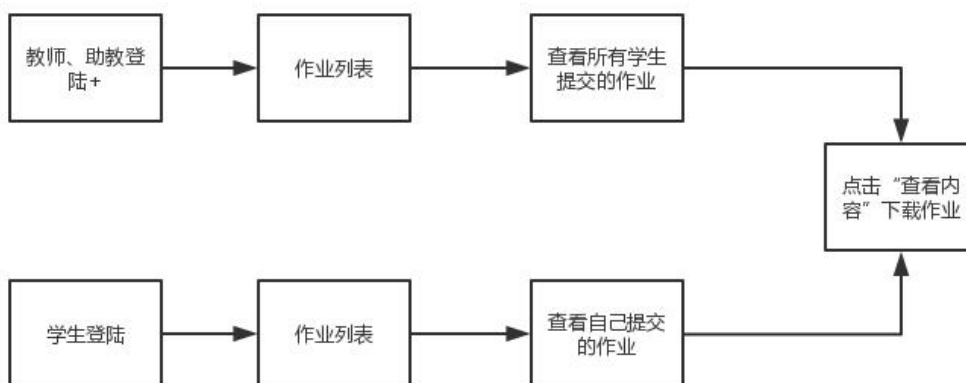 教师、助教登
陆+
作业列表
查看所有学生
提交的作业
点击“查看内
容”下载作业
学生登陆
作业列表
查看自己提交
的作业